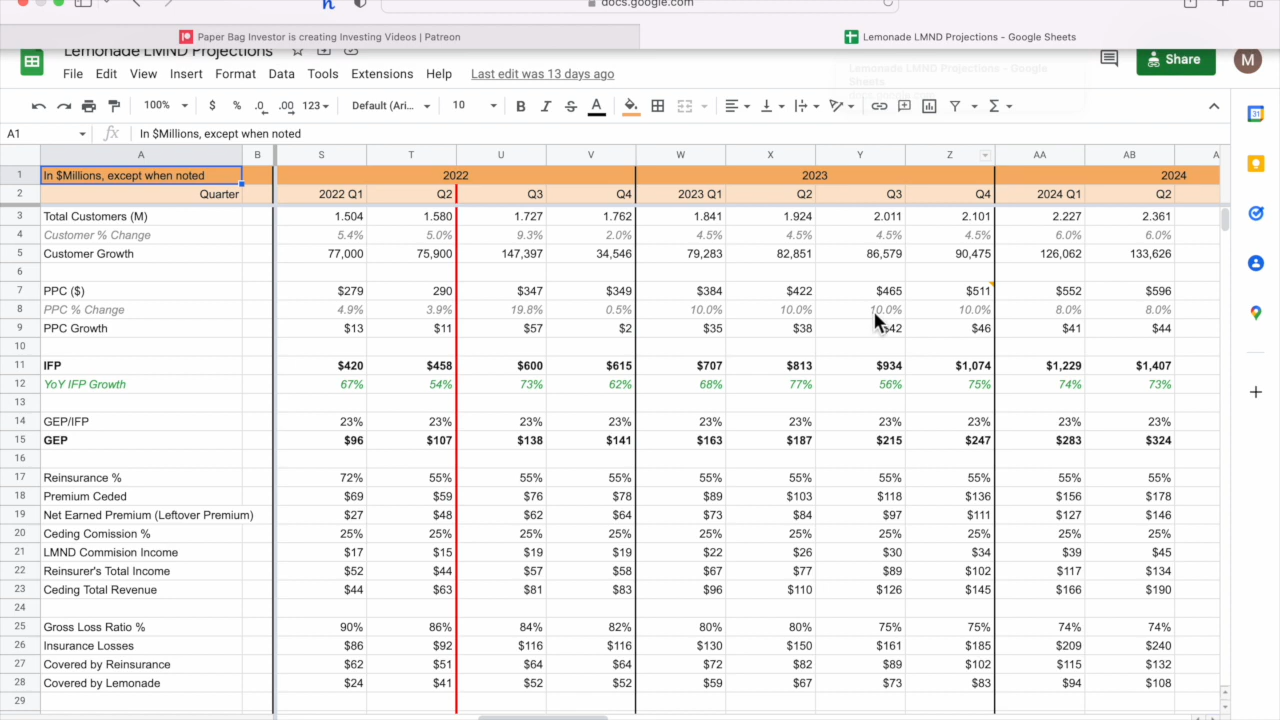 docs.google.com
Paper Bag Investor is creating Investing Videos | Patreon Lemonade LMND Projections - Google Sheets
Lemonade LMND Projections
Lemonade LMND Projections - Google Sheets
File Edit View Insert Format Data Tools Extensions Help Last edit was 13 days ago Share M
100% $ % .0 .00 123 Default (Ari... 10 B I S A Σ
A1 fx In $Millions, except when noted
A B S T U V W X Y Z AA AB A
1 In $Millions, except when noted 2022 2023 2024
2 Quarter 2022 Q1 Q2 Q3 Q4 2023 Q1 Q2 Q3 Q4 2024 Q1 Q2
3 Total Customers (M) 1.504 1.580 1.727 1.762 1.841 1.924 2.011 2.101 2.227 2.361
4 Customer % Change 5.4% 5.0% 9.3% 2.0% 4.5% 4.5% 4.5% 4.5% 6.0% 6.0%
5 Customer Growth 77,000 75,900 147,397 34,546 79,283 82,851 86,579 90,475 126,062 133,626
6
7 PPC ($) $279 290 $347 $349 $384 $422 $465 $511 $552 $596
8 PPC % Change 4.9% 3.9% 19.8% 0.5% 10.0% 10.0% 10.0% 10.0% 8.0% 8.0%
9 PPC Growth $13 $11 $57 $2 $35 $38 $42 $46 $41 $44
10
11 IFP $420 $458 $600 $615 $707 $813 $934 $1,074 $1,229 $1,407
12 YoY IFP Growth 67% 54% 73% 62% 68% 77% 56% 75% 74% 73%
13
14 GEP/IFP 23% 23% 23% 23% 23% 23% 23% 23% 23% 23%
15 GEP $96 $107 $138 $141 $163 $187 $215 $247 $283 $324
16
17 Reinsurance % 72% 55% 55% 55% 55% 55% 55% 55% 55% 55%
18 Premium Ceded $69 $59 $76 $78 $89 $103 $118 $136 $156 $178
19 Net Earned Premium (Leftover Premium) $27 $48 $62 $64 $73 $84 $97 $111 $127 $146
20 Ceding Comission % 25% 25% 25% 25% 25% 25% 25% 25% 25% 25%
21 LMND Commision Income $17 $15 $19 $19 $22 $26 $30 $34 $39 $45
22 Reinsurer's Total Income $52 $44 $57 $58 $67 $77 $89 $102 $117 $134
23 Ceding Total Revenue $44 $63 $81 $83 $96 $110 $126 $145 $166 $190
24
25 Gross Loss Ratio % 90% 86% 84% 82% 80% 80% 75% 75% 74% 74%
26 Insurance Losses $86 $92 $116 $116 $130 $150 $161 $185 $209 $240
27 Covered by Reinsurance $62 $51 $64 $64 $72 $82 $89 $102 $115 $132
28 Covered by Lemonade $24 $41 $52 $52 $59 $67 $73 $83 $94 $108
29